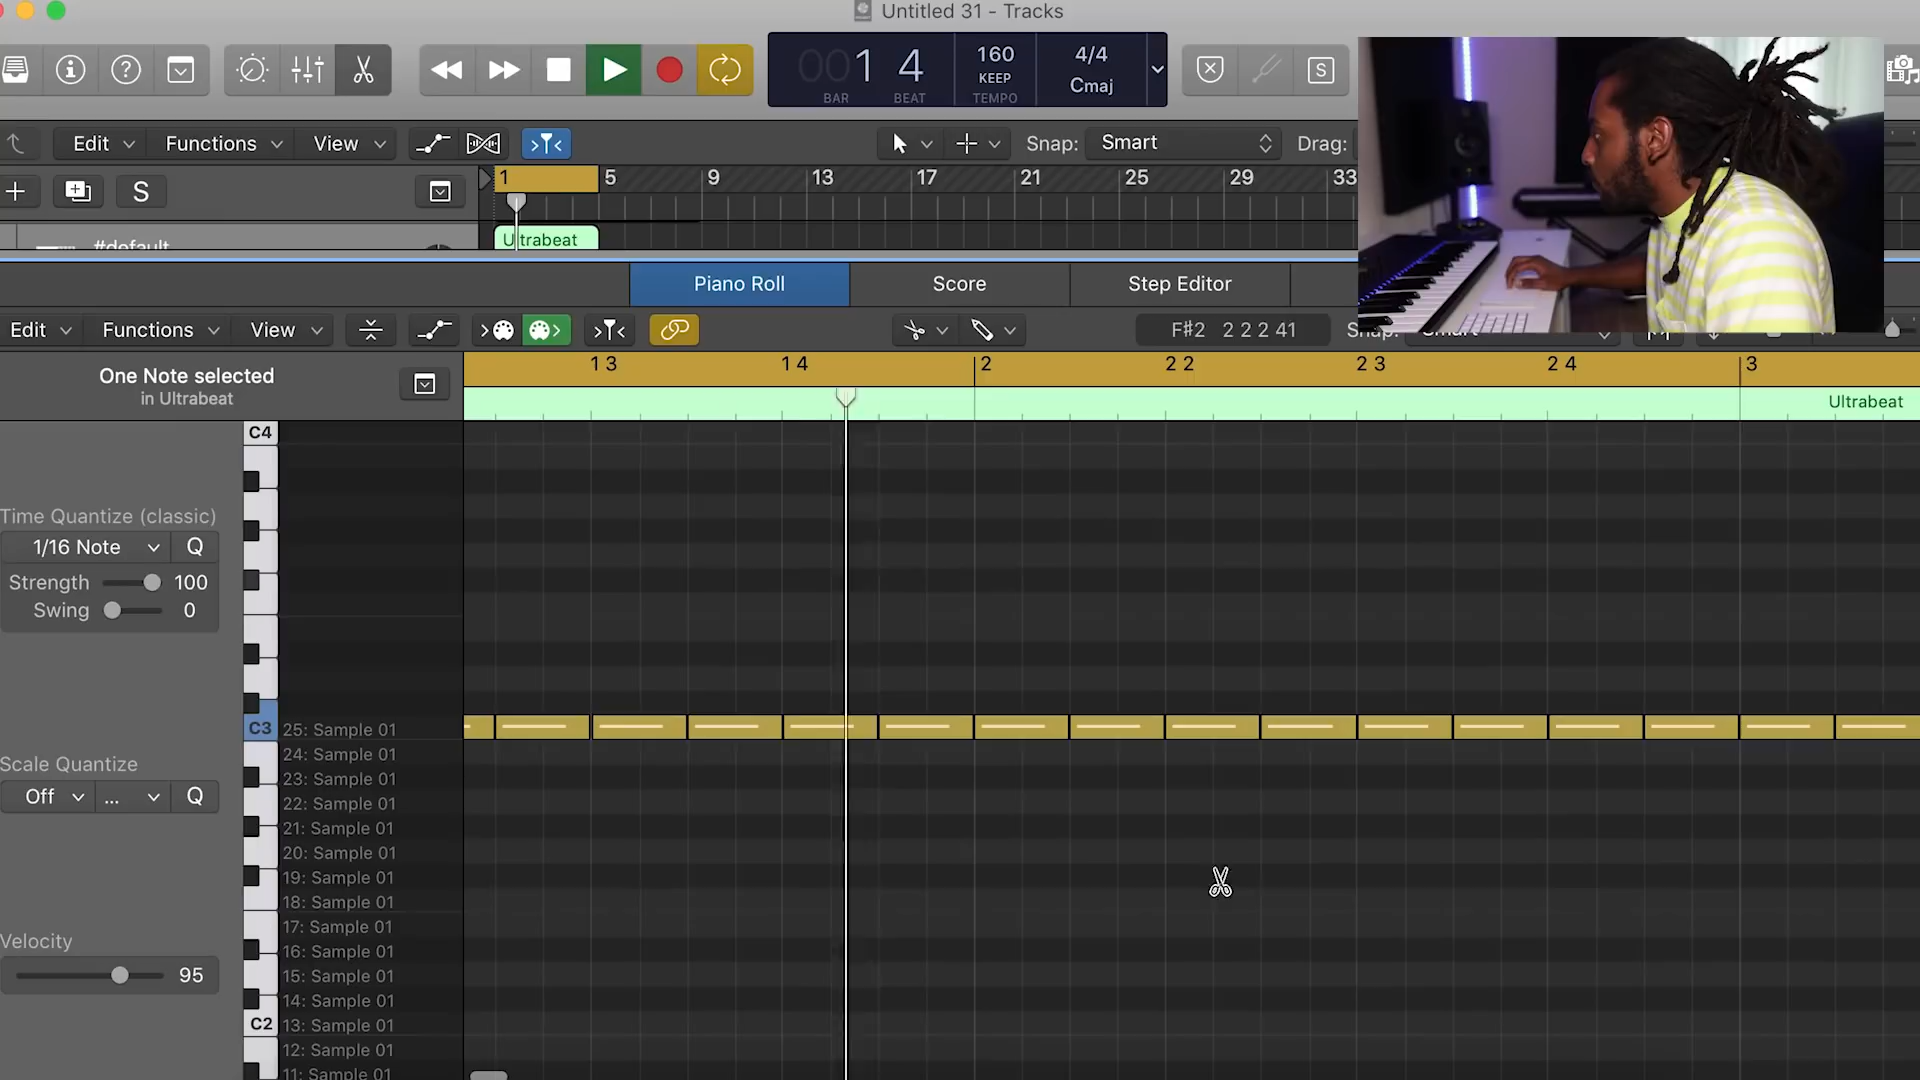 Untitled 31 - Tracks
001 4
BAR BEAT
160
KEEP
TEMPO
4/4
Cmaj
S
Edit Functions View
Snap: Smart
Drag:
S
1 5 9 13 17 21 25 29 33
#default
Ultrabeat
Piano Roll Score Step Editor
Edit Functions View
F#2 2 2 2 41
Snap: Smart
One Note selected
in Ultrabeat
1 3 1 4 2 2 2 2 3 2 4 3
Ultrabeat
C4
Time Quantize (classic)
1/16 Note Q
Strength 100
Swing 0
C3 25: Sample 01
24: Sample 01
Scale Quantize
23: Sample 01
Off ... Q
22: Sample 01
21: Sample 01
20: Sample 01
19: Sample 01
18: Sample 01
17: Sample 01
Velocity
16: Sample 01
95
15: Sample 01
14: Sample 01
C2 13: Sample 01
12: Sample 01
11: Sample 01